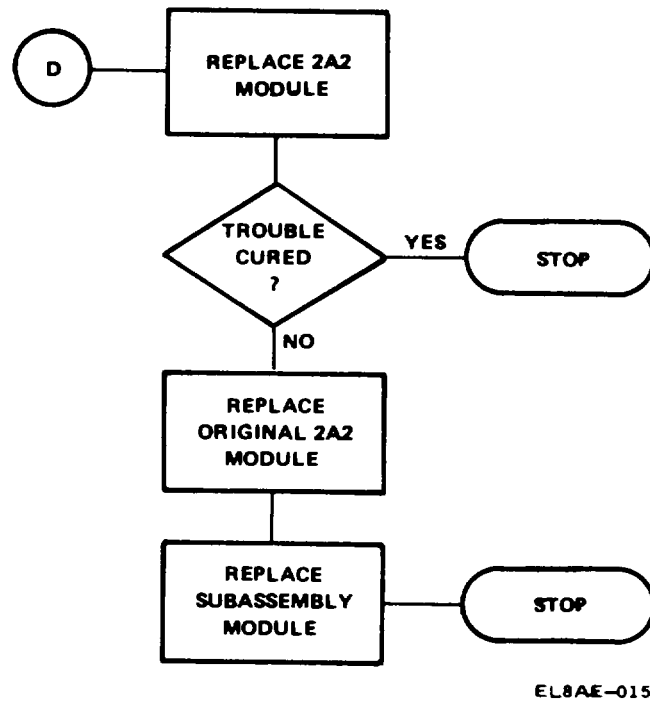 D
REPLACE 2A2
MODULE
TROUBLE
CURED
?
YES
STOP
NO
REPLACE
ORIGINAL 2A2
MODULE
REPLACE
SUBASSEMBLY
MODULE
STOP
EL8AE-015